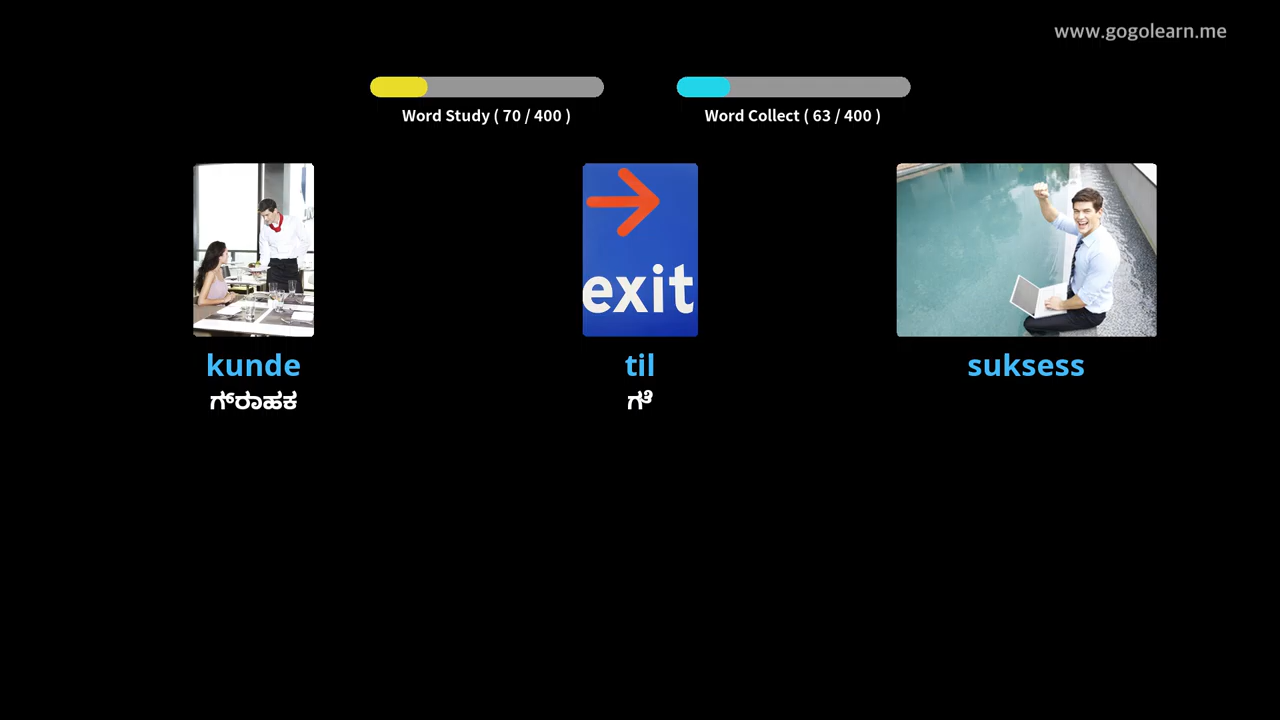 www.gogolearn.me
Word Study ( 70 / 400 )
Word Collect ( 63 / 400 )
exit
kunde
til
suksess
ಗ್ರಾಹಕ
ಗೆ